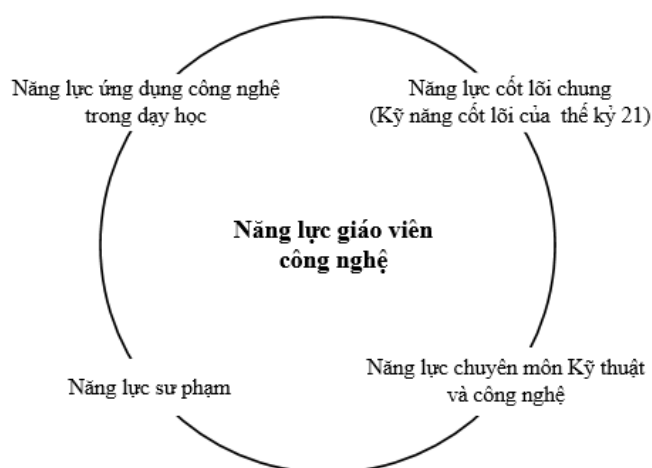 Năng lực ứng dụng công nghệ
trong dạy học
Năng lực cốt lõi chung
(Kỹ năng cốt lõi của thế kỷ 21)
Năng lực giáo viên
công nghệ
Năng lực sư phạm
Năng lực chuyên môn Kỹ thuật
và công nghệ